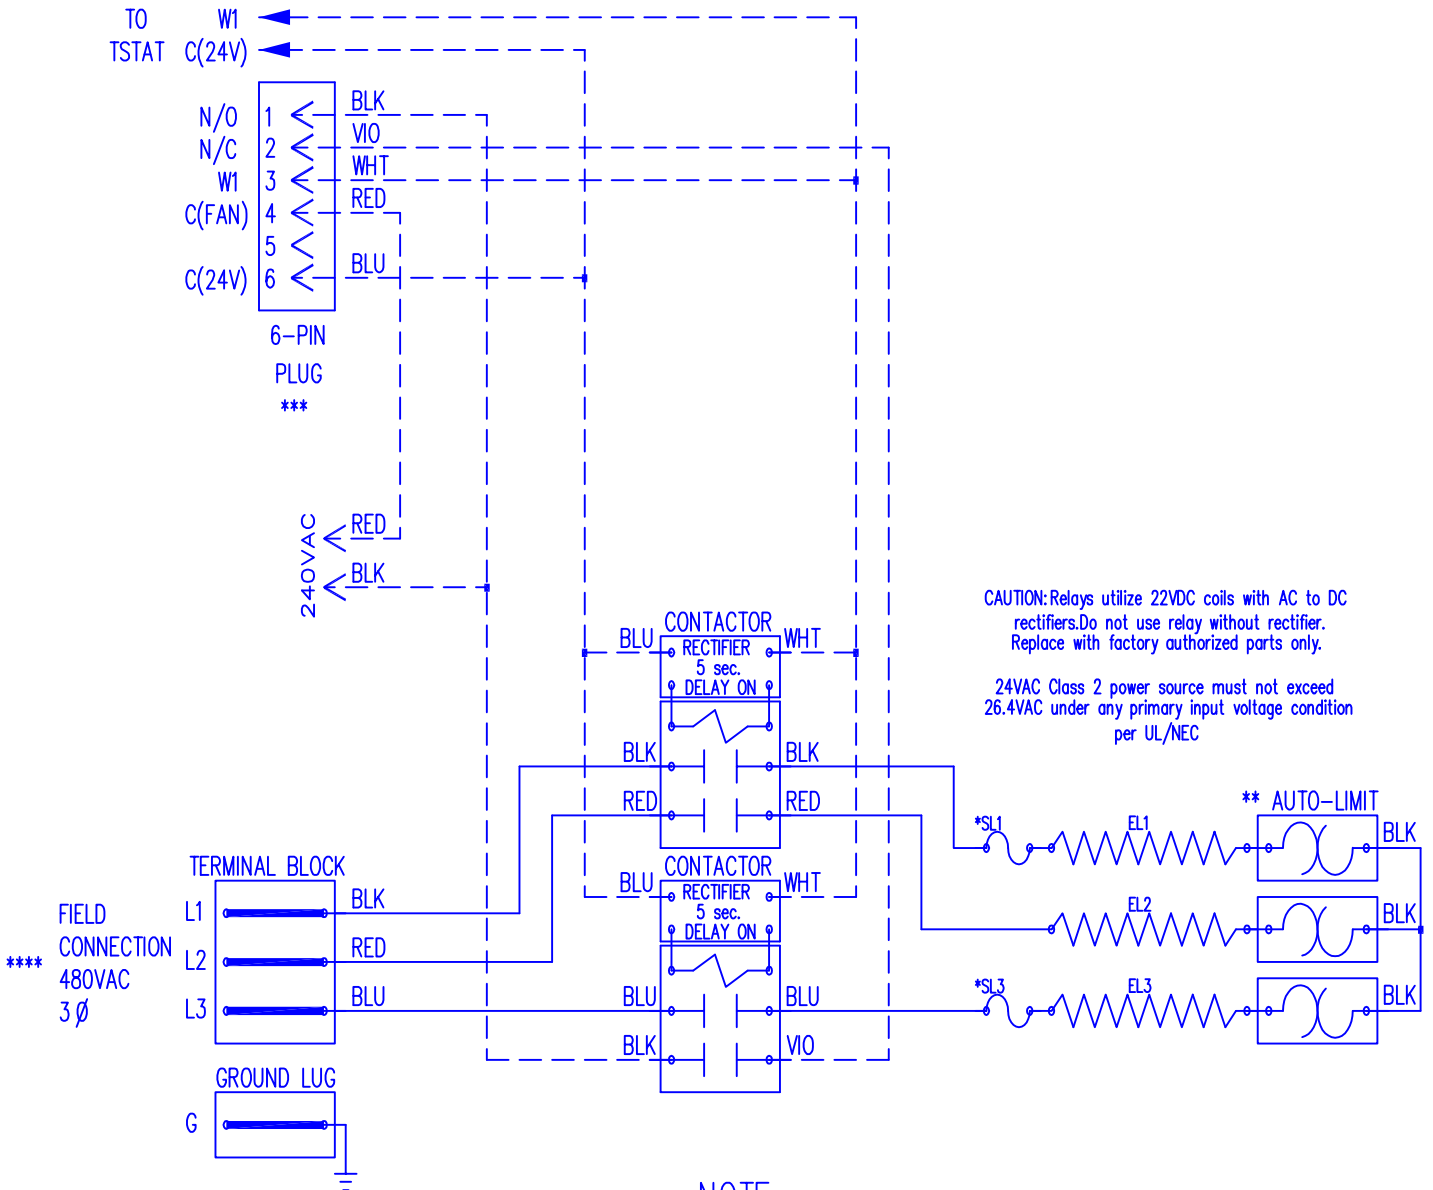 TO W1
TSTAT C(24V)
N/O 1 BLK
N/C 2 VIO
W1 3 WHT
C(FAN) 4 RED
5
C(24V) 6 BLU
6-PIN
PLUG
***
240VAC
RED
BLK
CONTACTOR
BLU RECTIFIER WHT
5 sec.
DELAY ON
BLK BLK
RED RED
CAUTION: Relays utilize 22VDC coils with AC to DC
rectifiers.Do not use relay without rectifier.
Replace with factory authorized parts only.
24VAC Class 2 power source must not exceed
26.4VAC under any primary input voltage condition
per UL/NEC
** AUTO-LIMIT
*SL1 EL1 BLK
EL2 BLK
*SL3 EL3 BLK
CONTACTOR
BLU RECTIFIER WHT
5 sec.
DELAY ON
BLU BLU
BLK VIO
TERMINAL BLOCK
L1 BLK
L2 RED
L3 BLU
FIELD
CONNECTION
**** 480VAC
3 Ø
GROUND LUG
G
NOTE